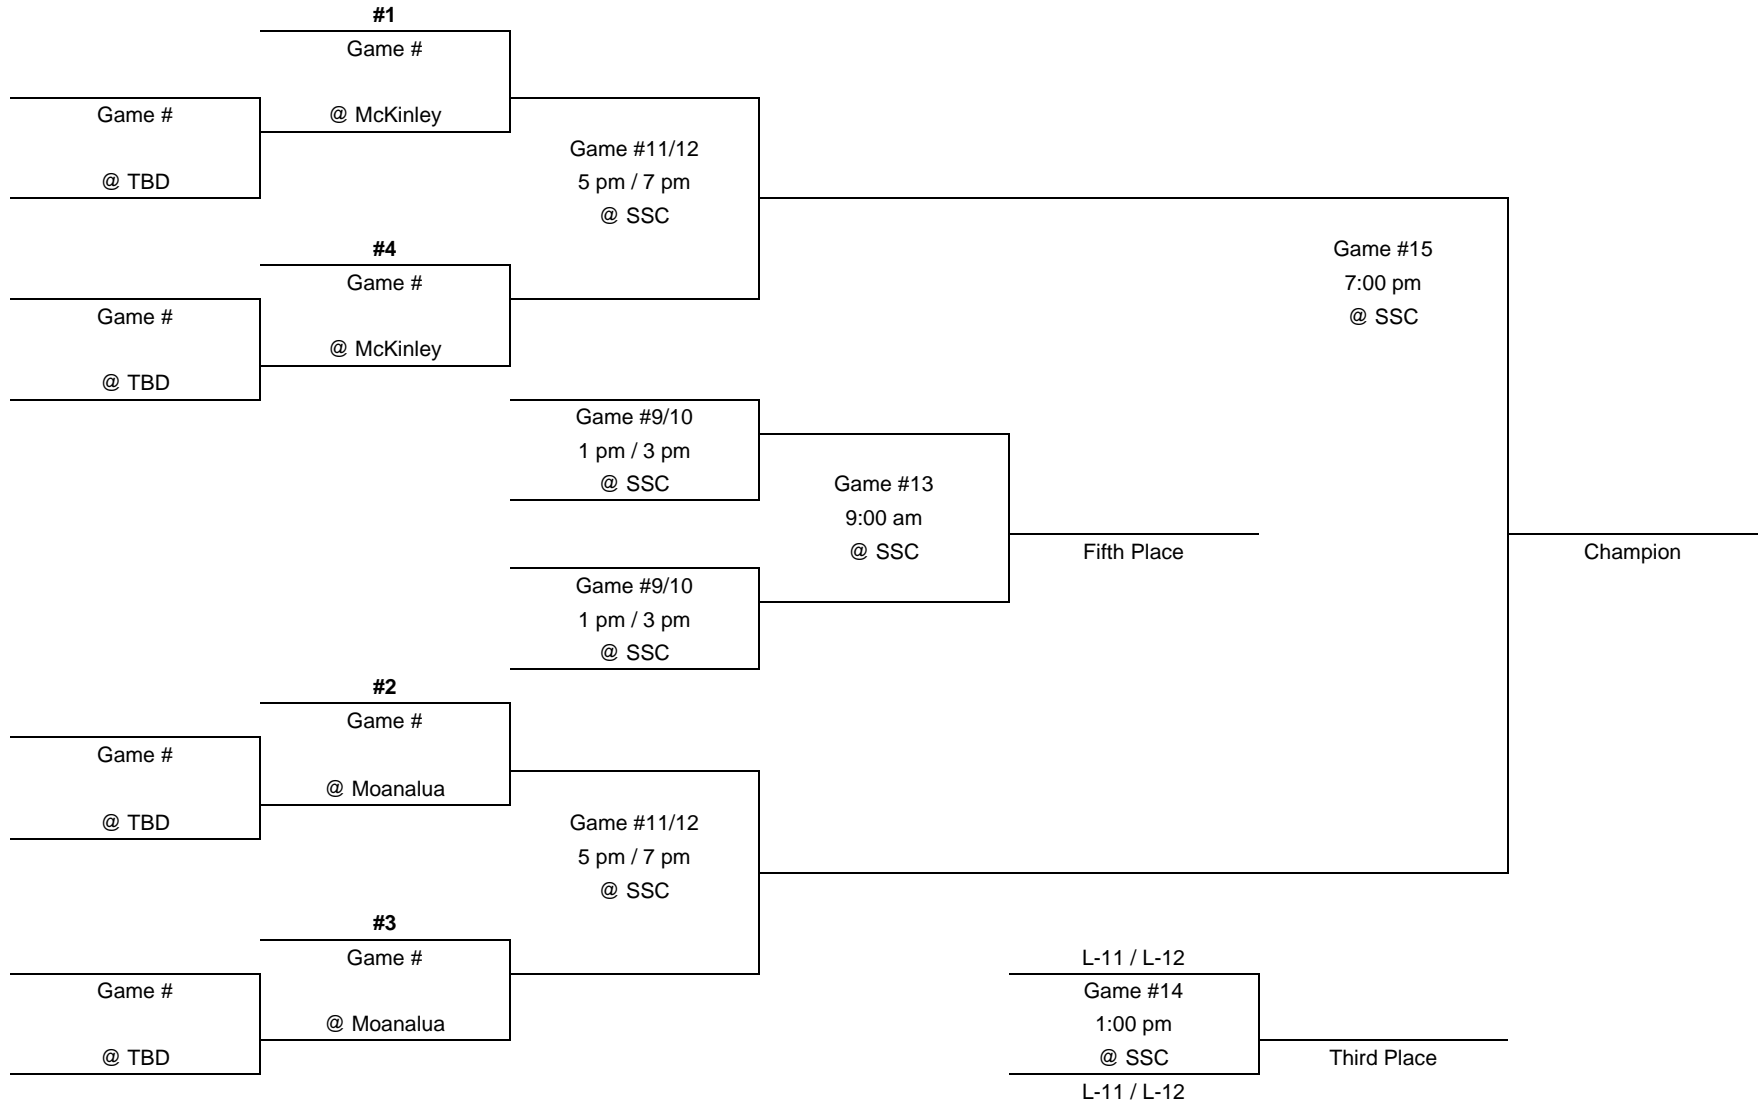 #1
Game #
@ McKinley
Game #
@ TBD
Game #11/12
5 pm / 7 pm
@ SSC
#4
Game #
@ McKinley
Game #
@ TBD
Game #15
7:00 pm
@ SSC
Game #9/10
1 pm / 3 pm
@ SSC
Game #13
9:00 am
@ SSC
Fifth Place
Champion
Game #9/10
1 pm / 3 pm
@ SSC
#2
Game #
@ Moanalua
Game #
@ TBD
Game #11/12
5 pm / 7 pm
@ SSC
#3
Game #
@ Moanalua
Game #
@ TBD
L-11 / L-12
Game #14
1:00 pm
@ SSC
L-11 / L-12
Third Place